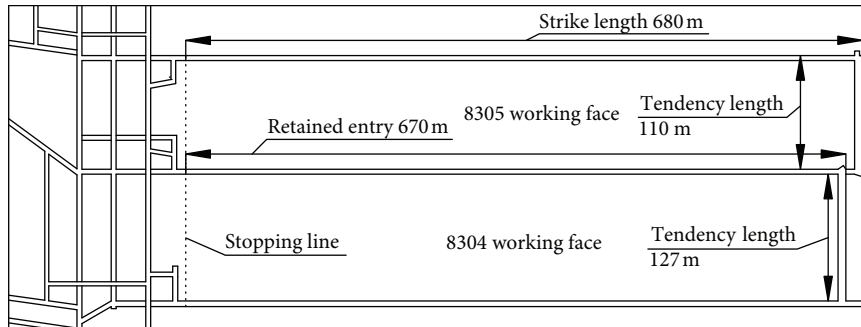 Strike length 680 m
8305 working face
Tendency length
110 m
Retained entry 670 m
Stopping line
8304 working face
Tendency length
127 m